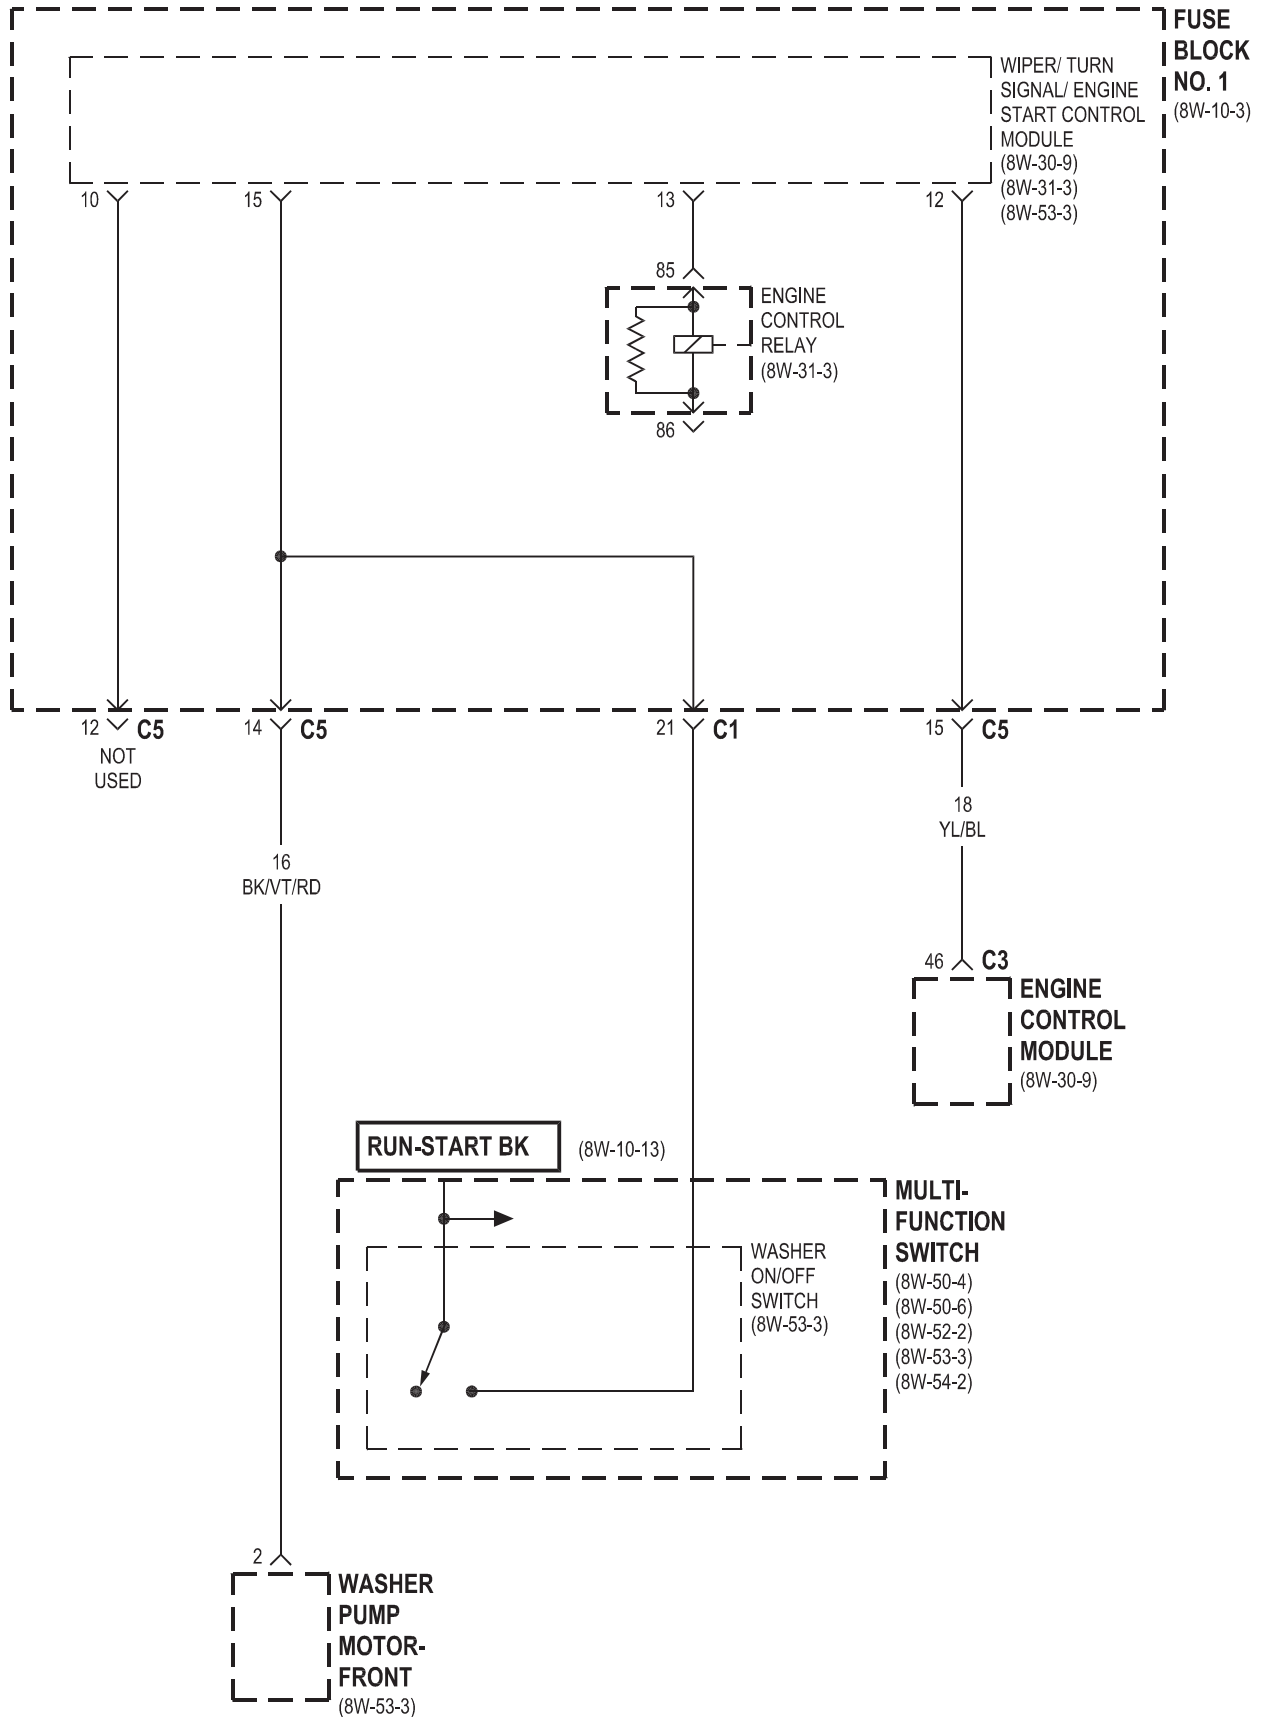 FUSE
BLOCK
NO. 1
(8W-10-3)
WIPER/ TURN
SIGNAL/ ENGINE
START CONTROL
MODULE
(8W-30-9)
(8W-31-3)
(8W-53-3)
10
15
13
12
85
ENGINE
CONTROL
RELAY
(8W-31-3)
86
12 C5
NOT
USED
14 C5
21 C1
15 C5
18
YL/BL
16
BK/VT/RD
46 C3
ENGINE
CONTROL
MODULE
(8W-30-9)
RUN-START BK (8W-10-13)
MULTI-
FUNCTION
SWITCH
(8W-50-4)
(8W-50-6)
(8W-52-2)
(8W-53-3)
(8W-54-2)
WASHER
ON/OFF
SWITCH
(8W-53-3)
2
WASHER
PUMP
MOTOR-
FRONT
(8W-53-3)